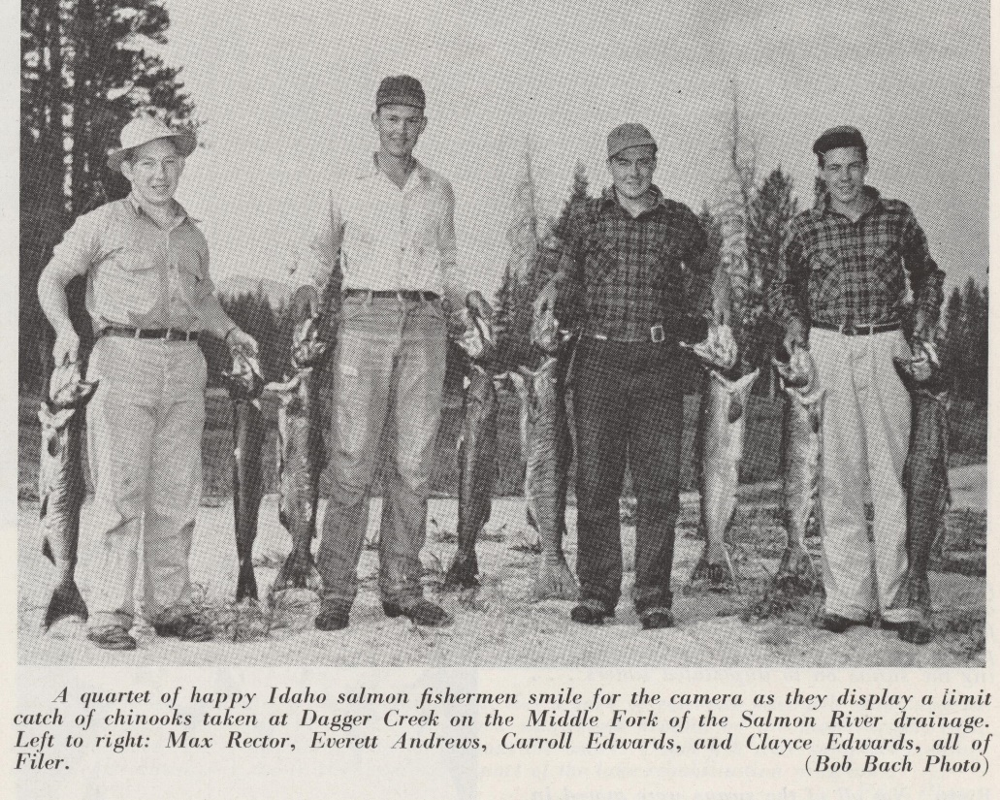 A quartet of happy Idaho salmon fishermen smile for the camera as they display a limit
catch of chinooks taken at Dagger Creek on the Middle Fork of the Salmon River drainage.
Left to right: Max Rector, Everett Andrews, Carroll Edwards, and Clayce Edwards, all of
Filer. (Bob Bach Photo)